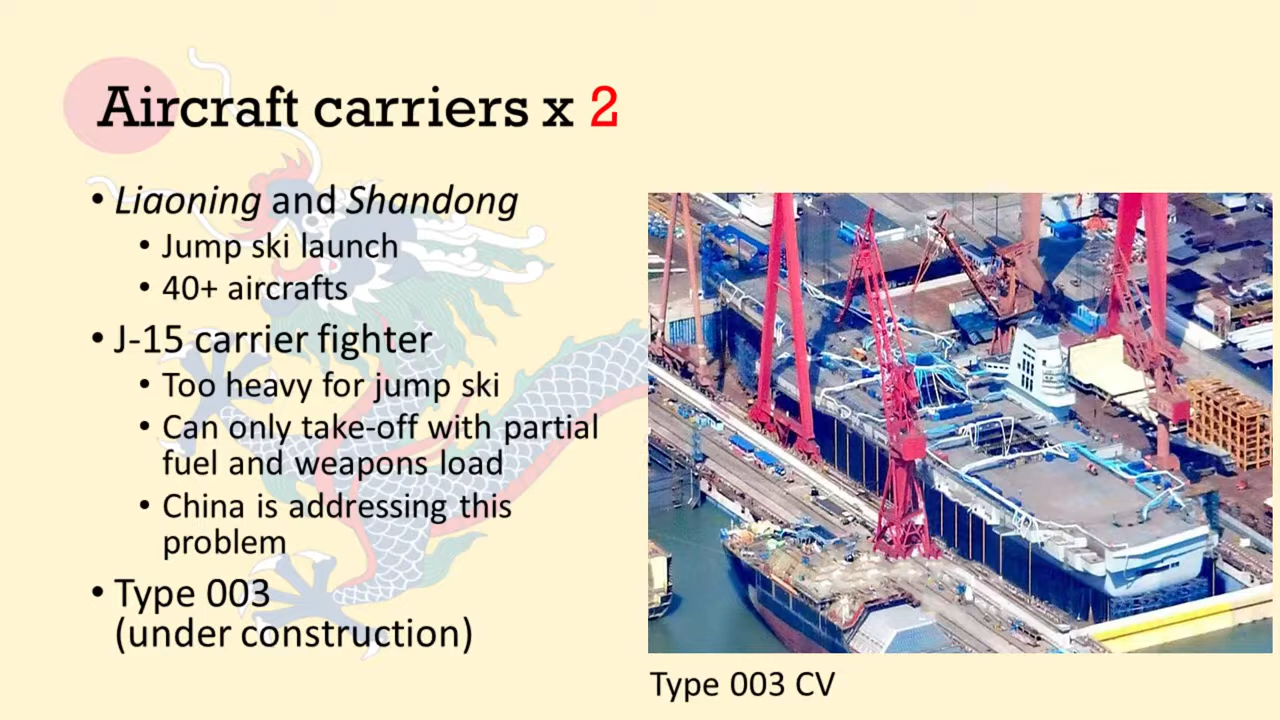 Aircraft carriers x 2
• Liaoning and Shandong
• Jump ski launch
• 40+ aircrafts
• J-15 carrier fighter
• Too heavy for jump ski
• Can only take-off with partial
fuel and weapons load
• China is addressing this
problem
• Type 003
(under construction)
Type 003 CV